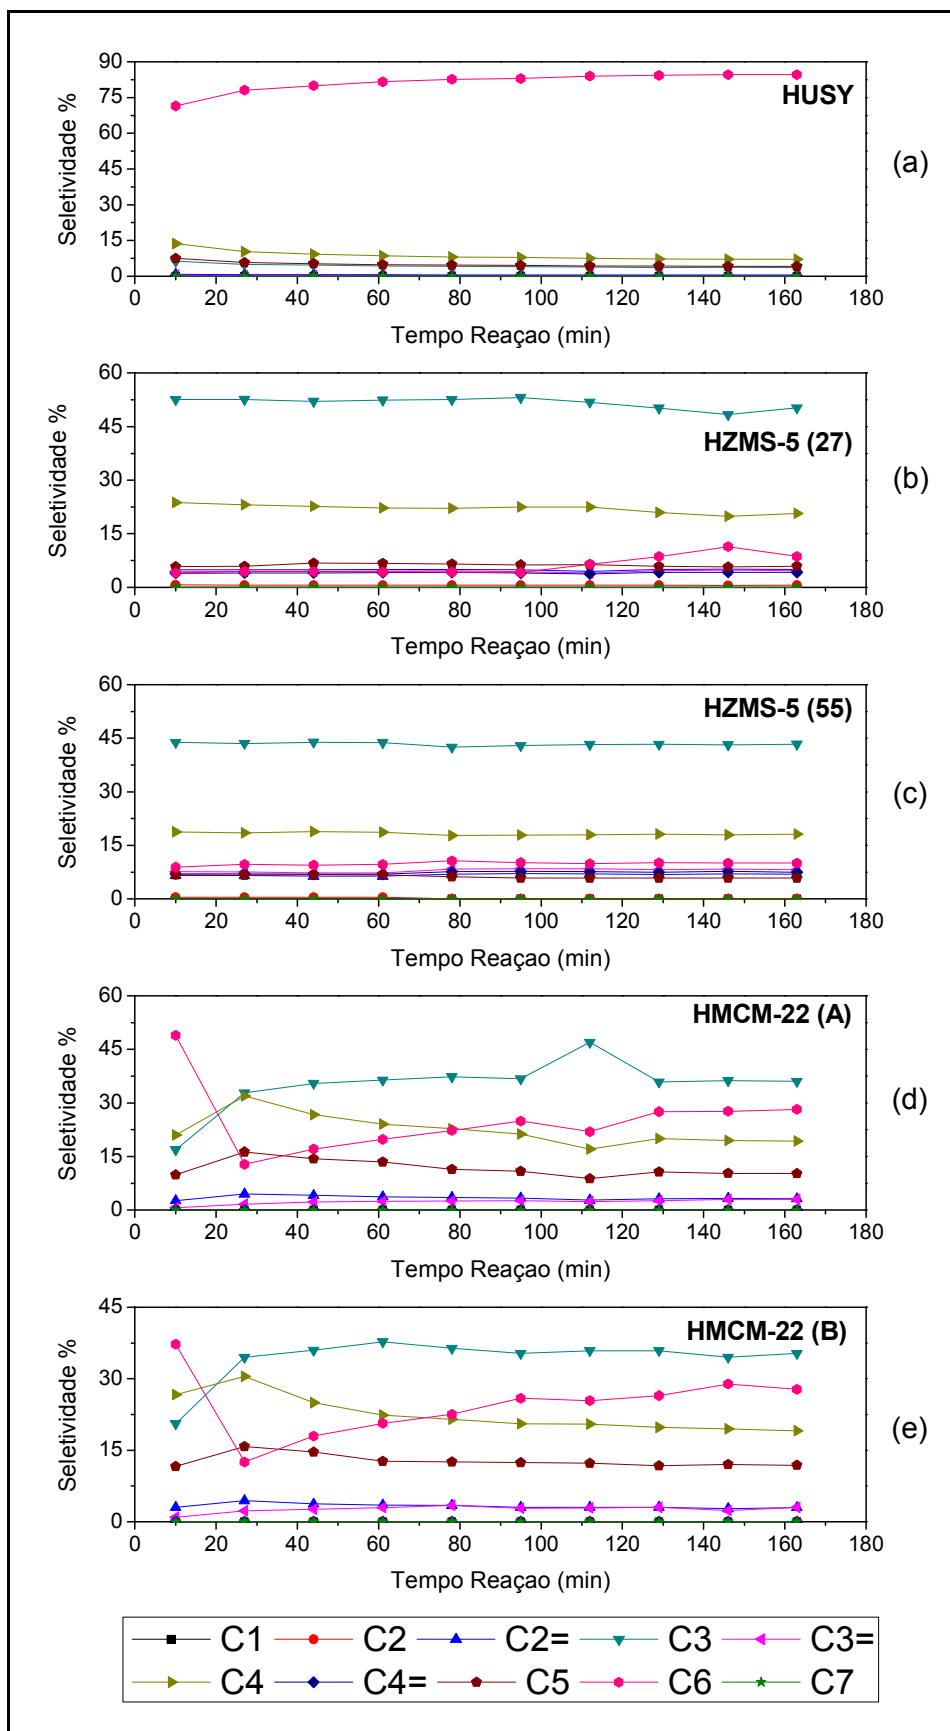 90
75
60
45
30
15
0
Seletividade %
HUSY
(a)
0 20 40 60 80 100 120 140 160 180
Tempo Reaçao (min)
60
45
30
15
0
Seletividade %
HZMS-5 (27)
(b)
0 20 40 60 80 100 120 140 160 180
Tempo Reaçao (min)
60
45
30
15
0
Seletividade %
HZMS-5 (55)
(c)
0 20 40 60 80 100 120 140 160 180
Tempo Reaçao (min)
60
45
30
15
0
Seletividade %
HMCM-22 (A)
(d)
0 20 40 60 80 100 120 140 160 180
Tempo Reaçao (min)
45
30
15
0
Seletividade %
HMCM-22 (B)
(e)
0 20 40 60 80 100 120 140 160 180
Tempo Reaçao (min)
C1 C2 C2= C3 C3=
C4 C4= C5 C6 C7